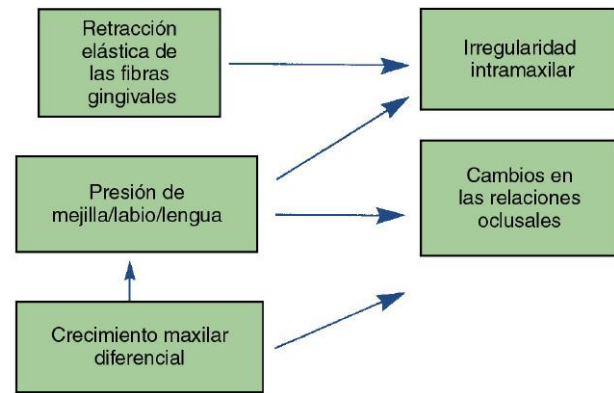 Retracción
elástica de
las fibras
gingivales
Irregularidad
intramaxilar
Presión de
mejilla/labio/lengua
Cambios en
las relaciones
oclusales
Crecimiento maxilar
diferencial